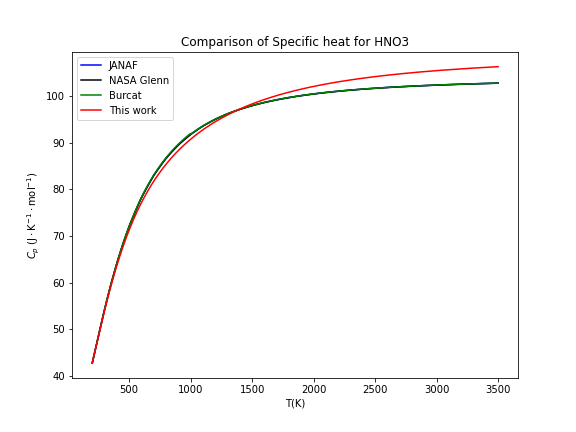 Comparison of Specific heat for HNO3
JANAF
NASA Glenn
Burcat
This work
100
90
80
70
60
50
40
C_p (J · K⁻¹ · mol⁻¹)
500 1000 1500 2000 2500 3000 3500
T(K)